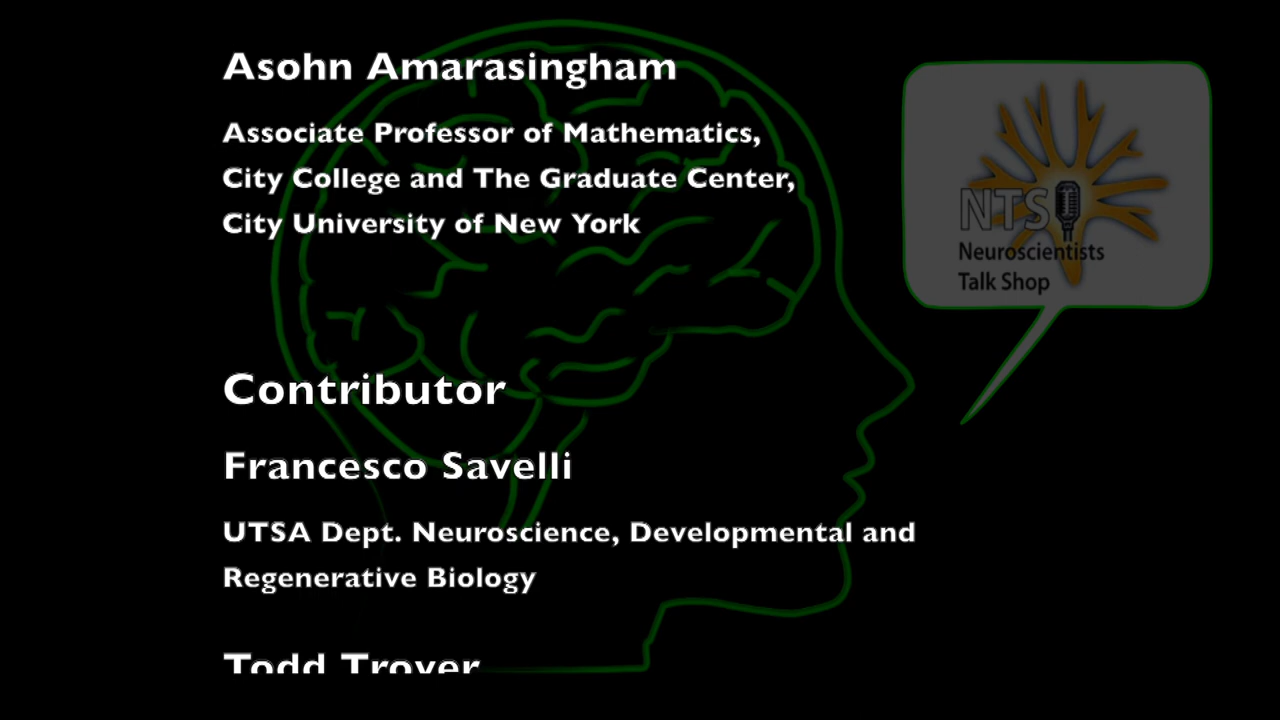 Asohn Amarasingham
Associate Professor of Mathematics,
City College and The Graduate Center,
City University of New York
NTS
Neuroscientists
Talk Shop
Contributor
Francesco Savelli
UTSA Dept. Neuroscience, Developmental and
Regenerative Biology
Todd Troyer